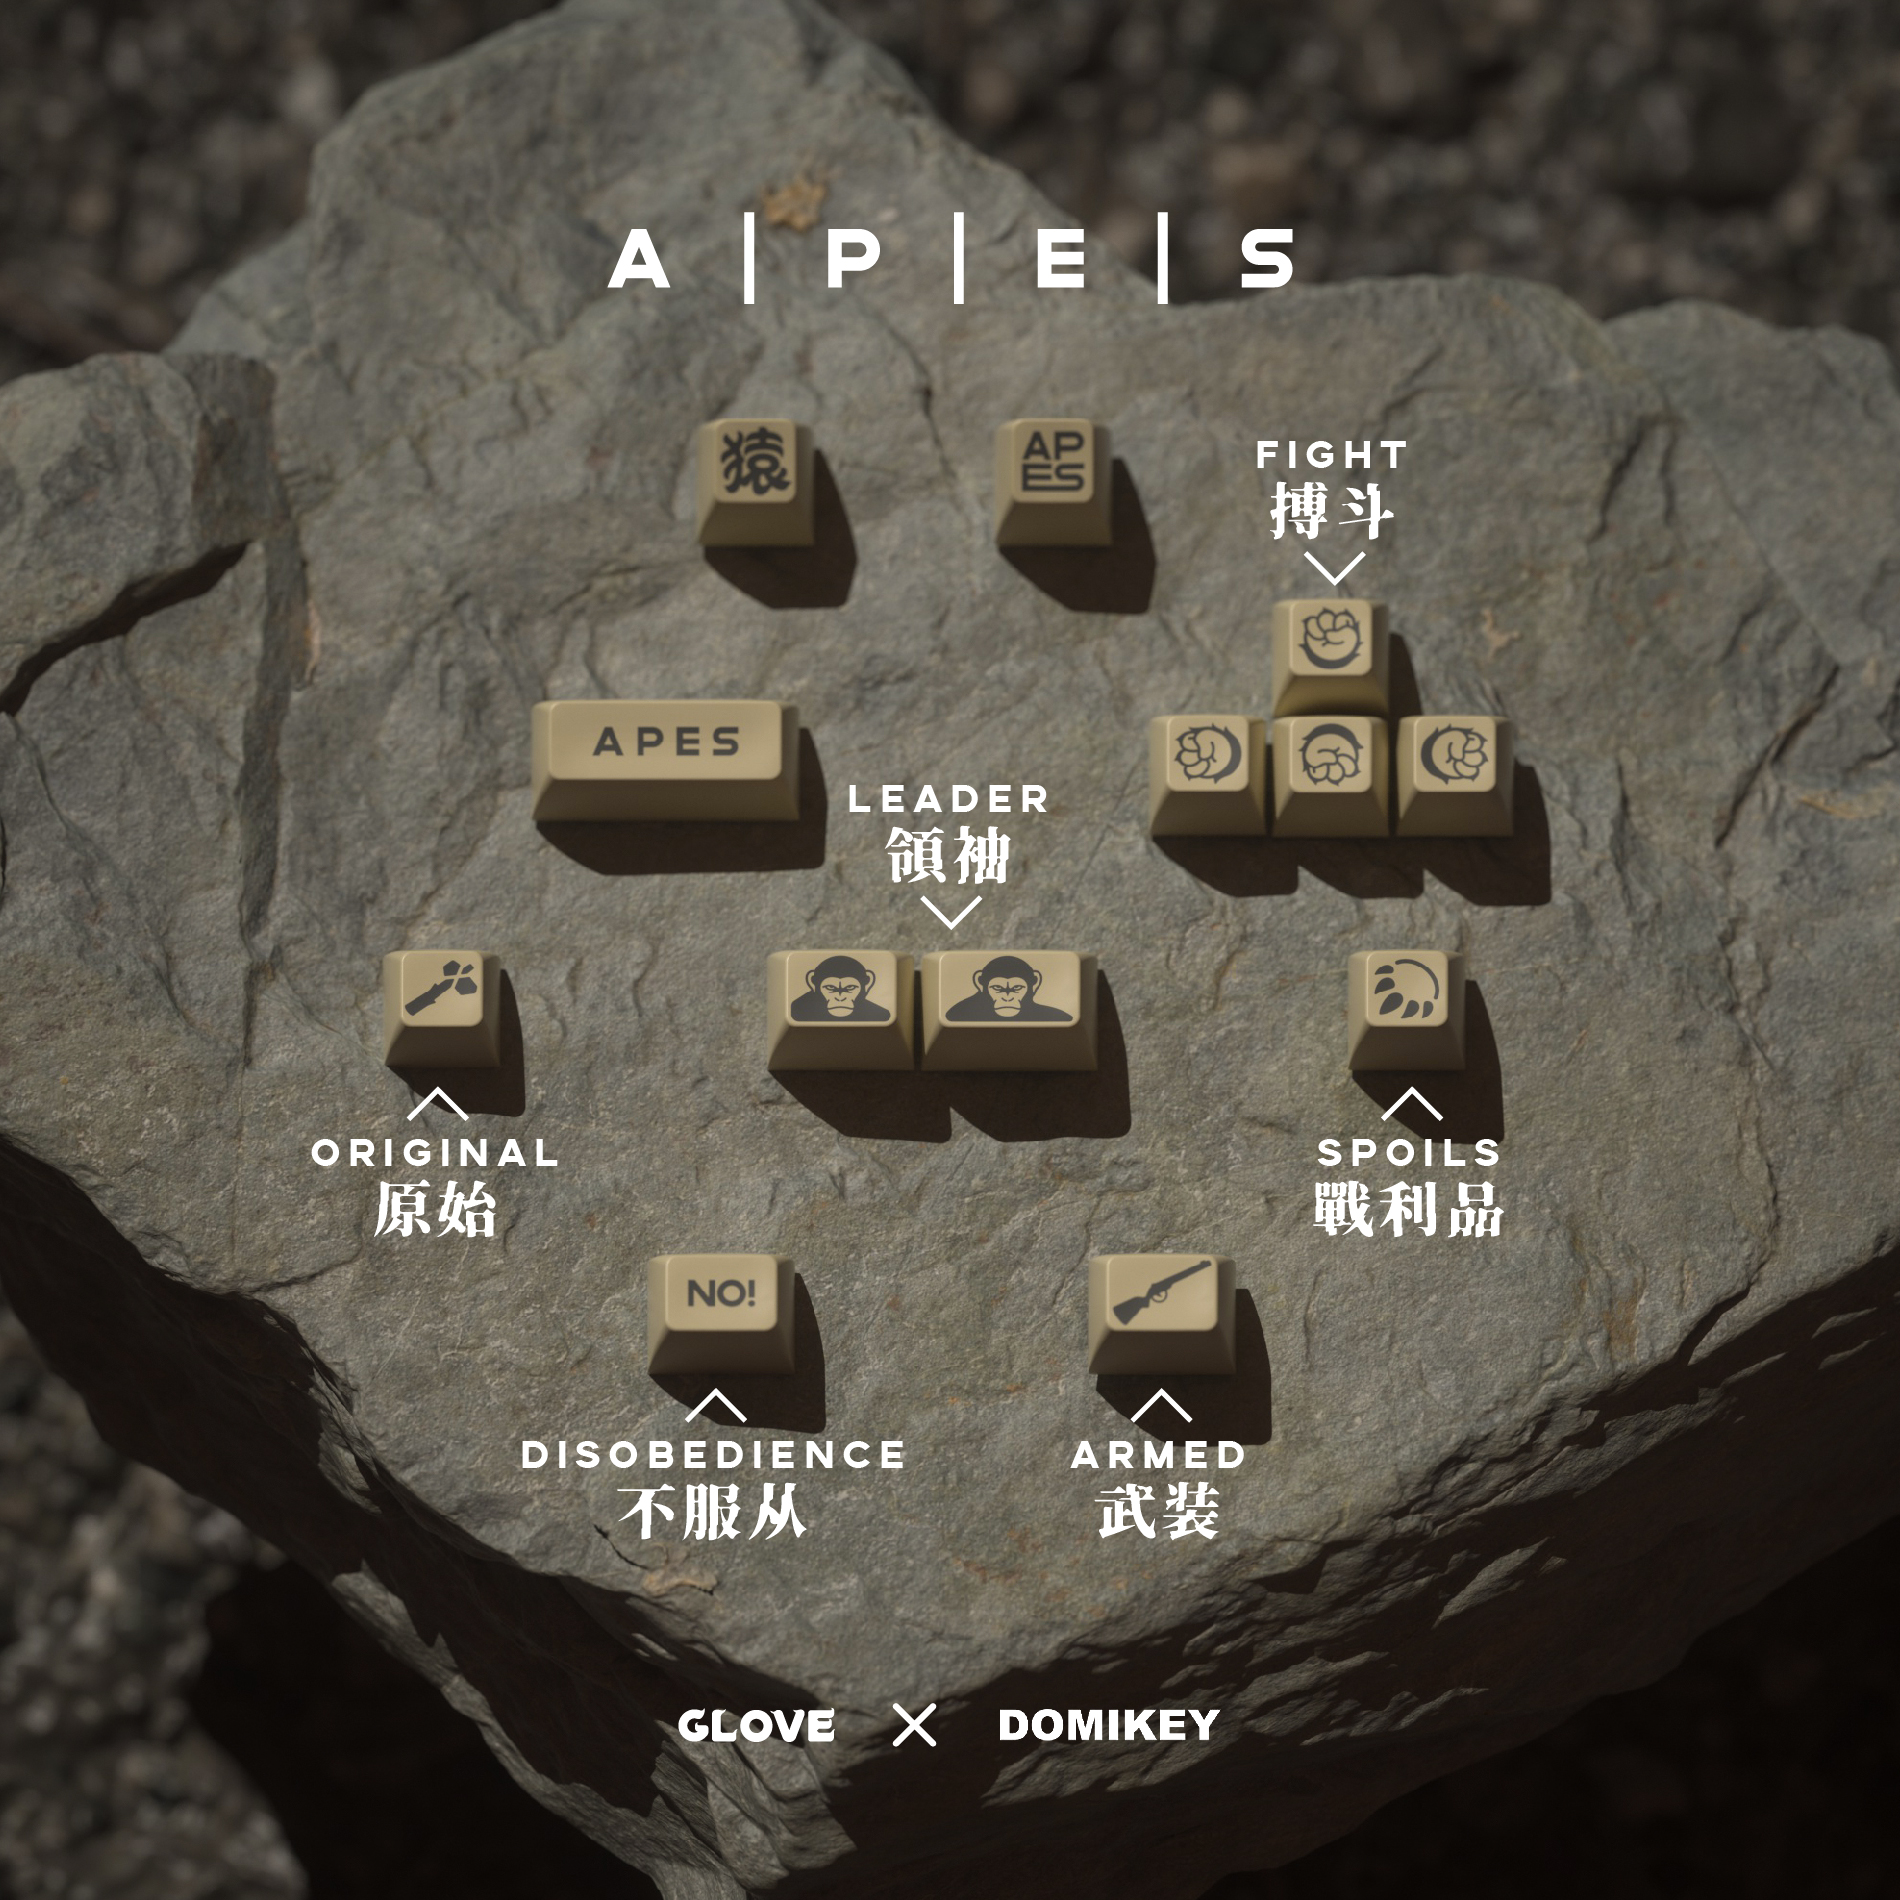 A | P | E | S
猿
AP
ES
FIGHT
搏斗
APES
LEADER
領袖
ORIGINAL
原始
SPOILS
戰利品
NO!
DISOBEDIENCE
不服从
ARMED
武装
GLOVE × DOMIKEY